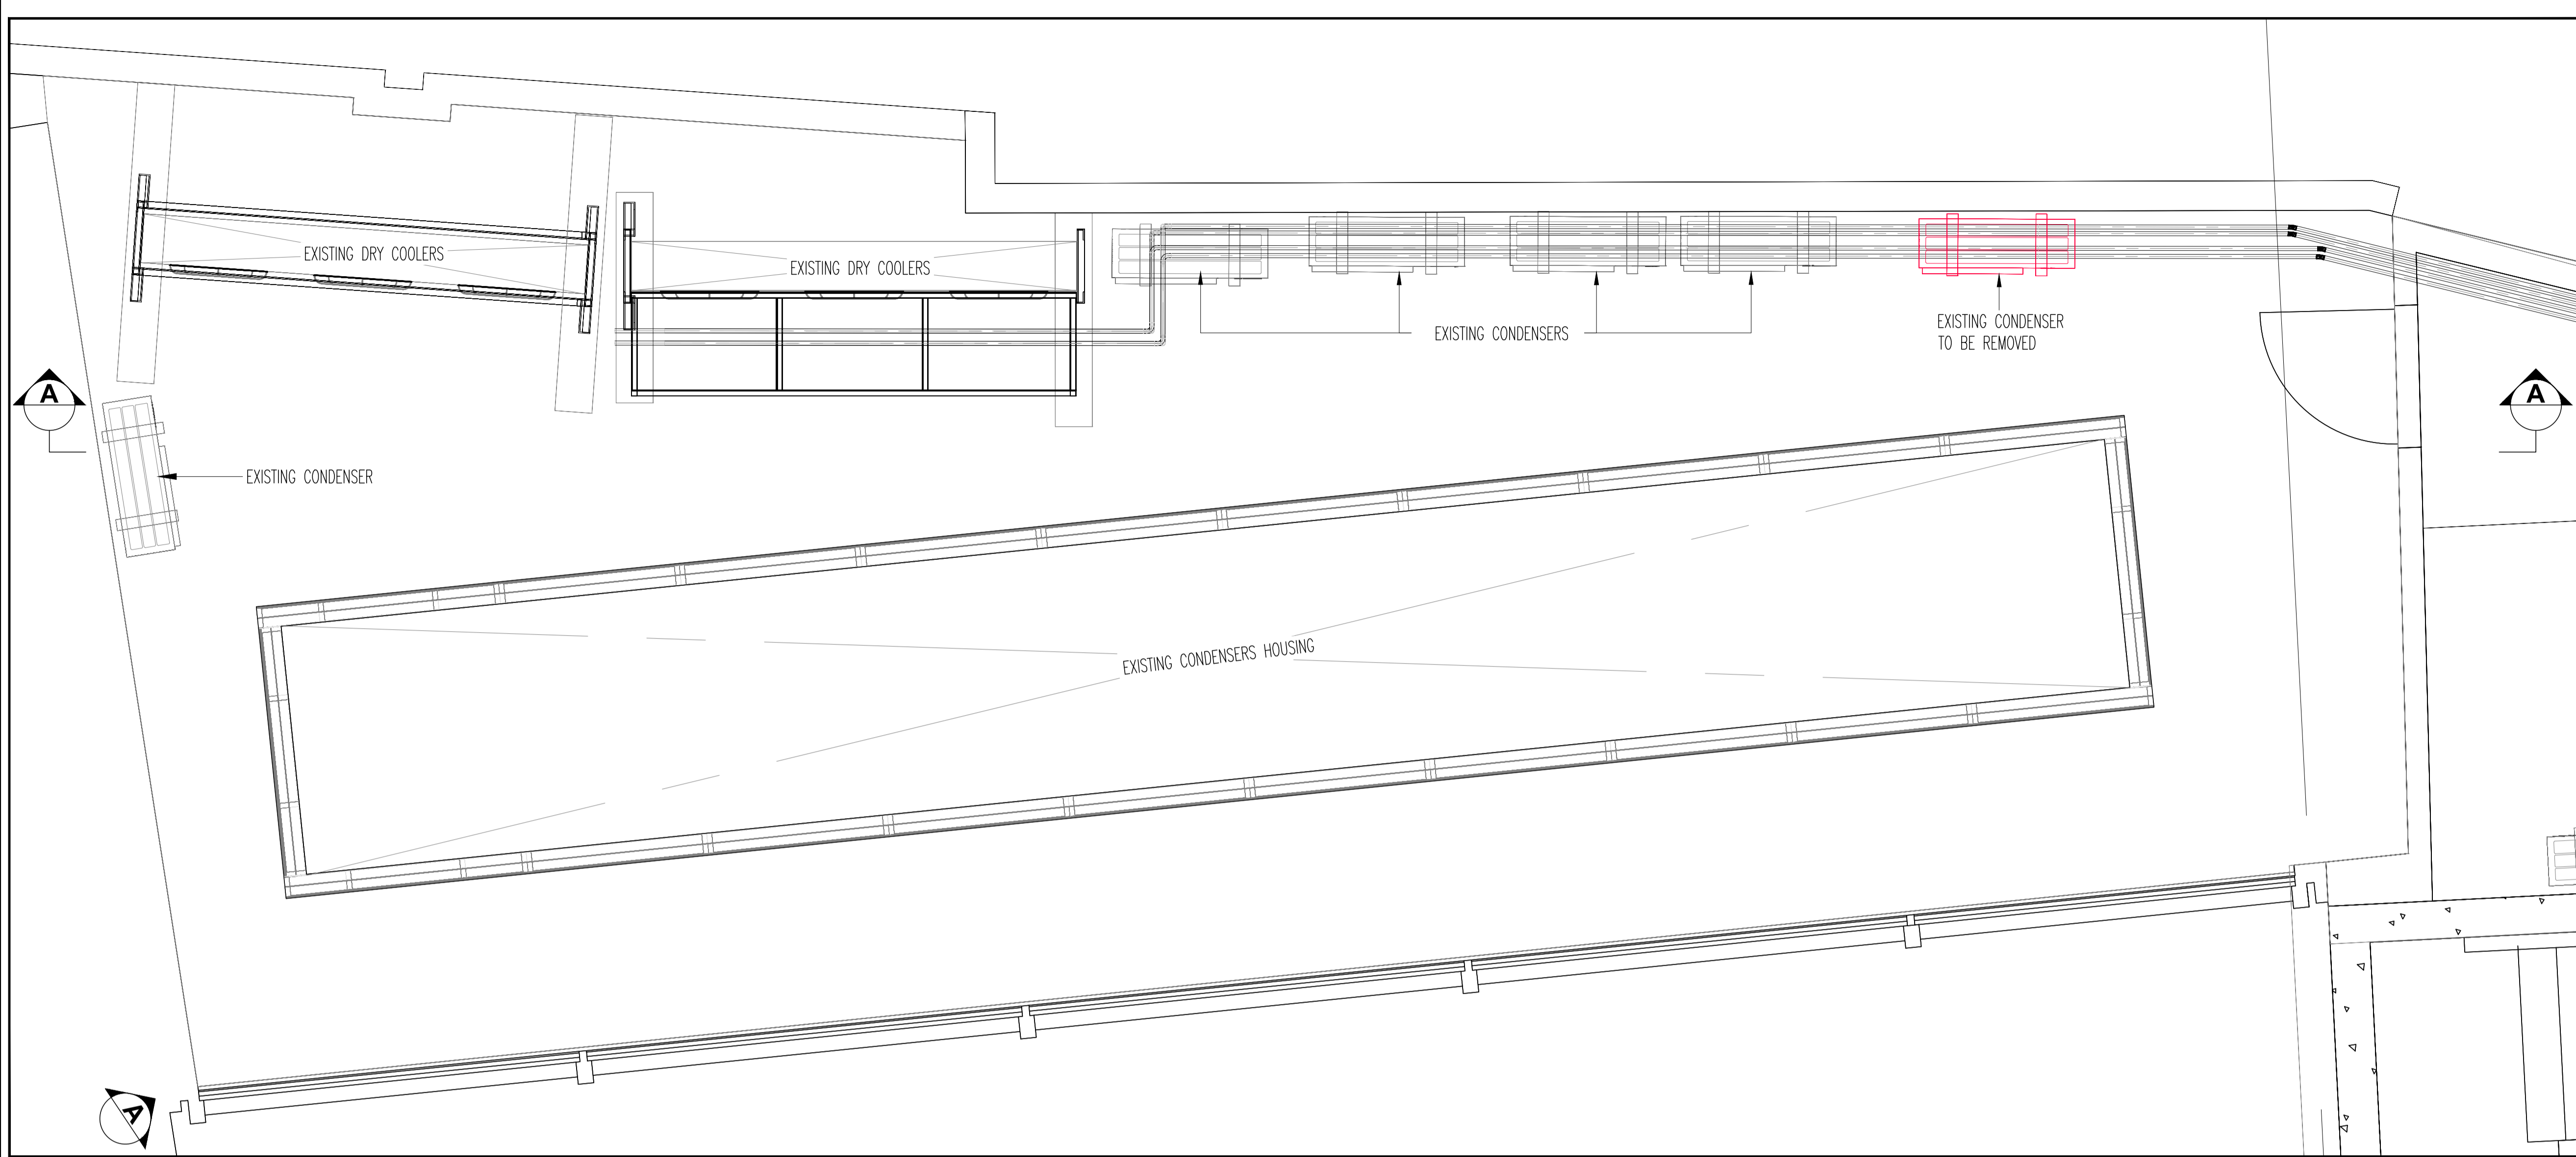 EXISTING DRY COOLERS
EXISTING DRY COOLERS
EXISTING CONDENSERS
EXISTING CONDENSER
TO BE REMOVED
A
A
EXISTING CONDENSER
EXISTING CONDENSERS HOUSING
A